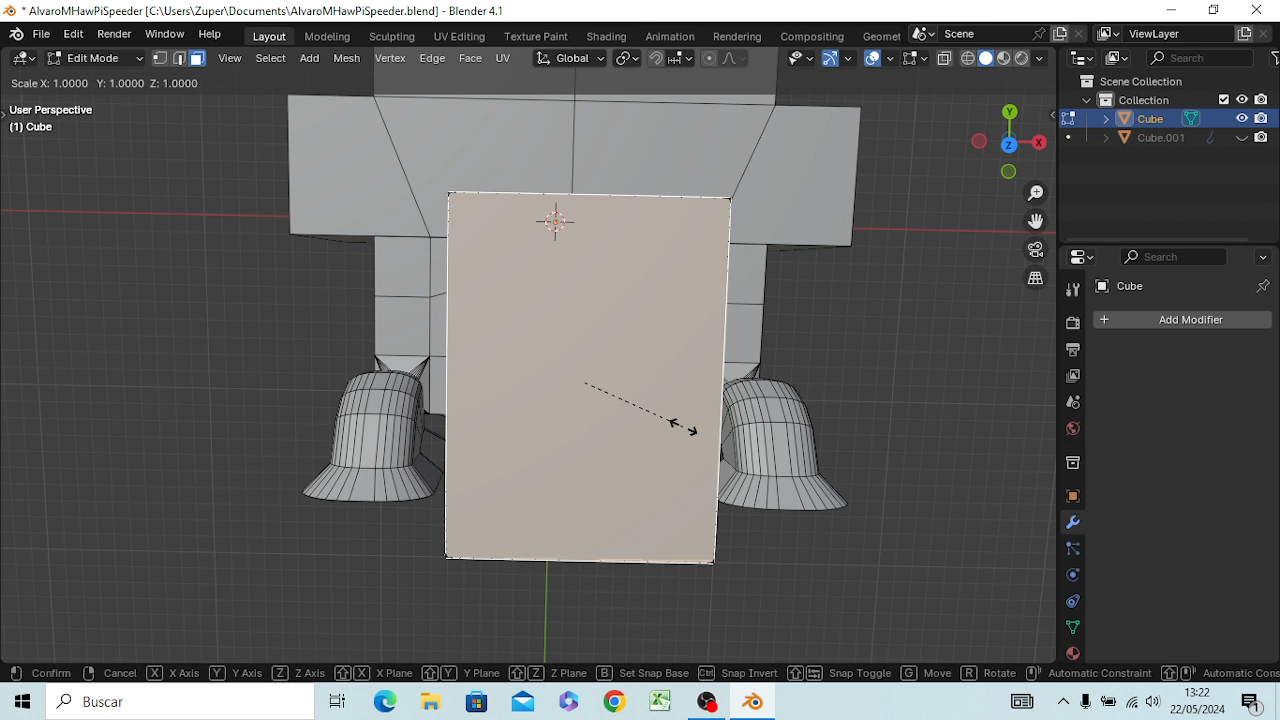 * AlvaroMHawPiSpeeder [C:\Users\Zuper\Documents\AlvaroMHawPiSpeeder.blend] - Blender 4.1
File Edit Render Window Help Layout Modeling Sculpting UV Editing Texture Paint Shading Animation Rendering Compositing Geomet Scene ViewLayer
Edit Mode View Select Add Mesh Vertex Edge Face UV Global Search
Scale X: 1.0000 Y: 1.0000 Z: 1.0000
Scene Collection
User Perspective
Collection
(1) Cube
Cube
Cube.001
Y
X
Z
Search
Cube
Add Modifier
Confirm Cancel X X Axis Y Y Axis Z Z Axis X X Plane Y Y Plane Z Z Plane B Set Snap Base Ctrl Snap Invert Snap Toggle G Move R Rotate Automatic Constraint Automatic Cons
Buscar
13:22
22/05/2024
1